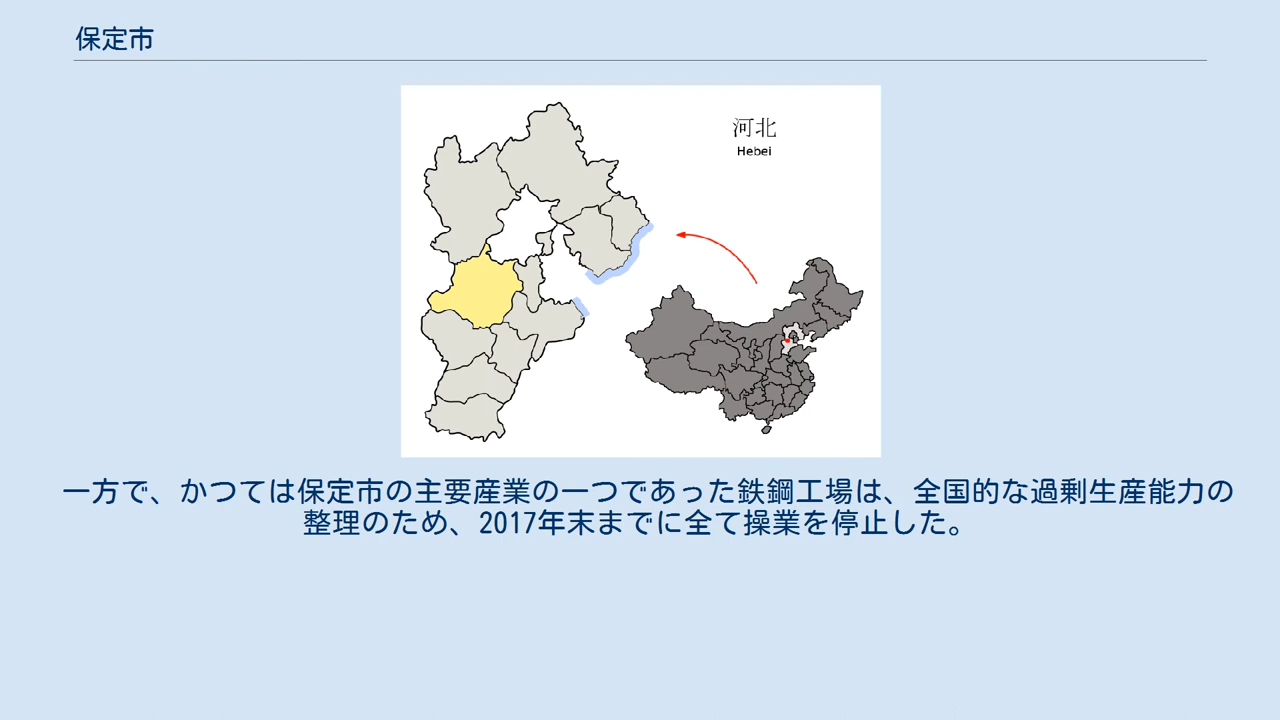 保定市
河北
Hebei
一方で、かつては保定市の主要産業の一つであった鉄鋼工場は、全国的な過剰生産能力の
整理のため、2017年末までに全て操業を停止した。